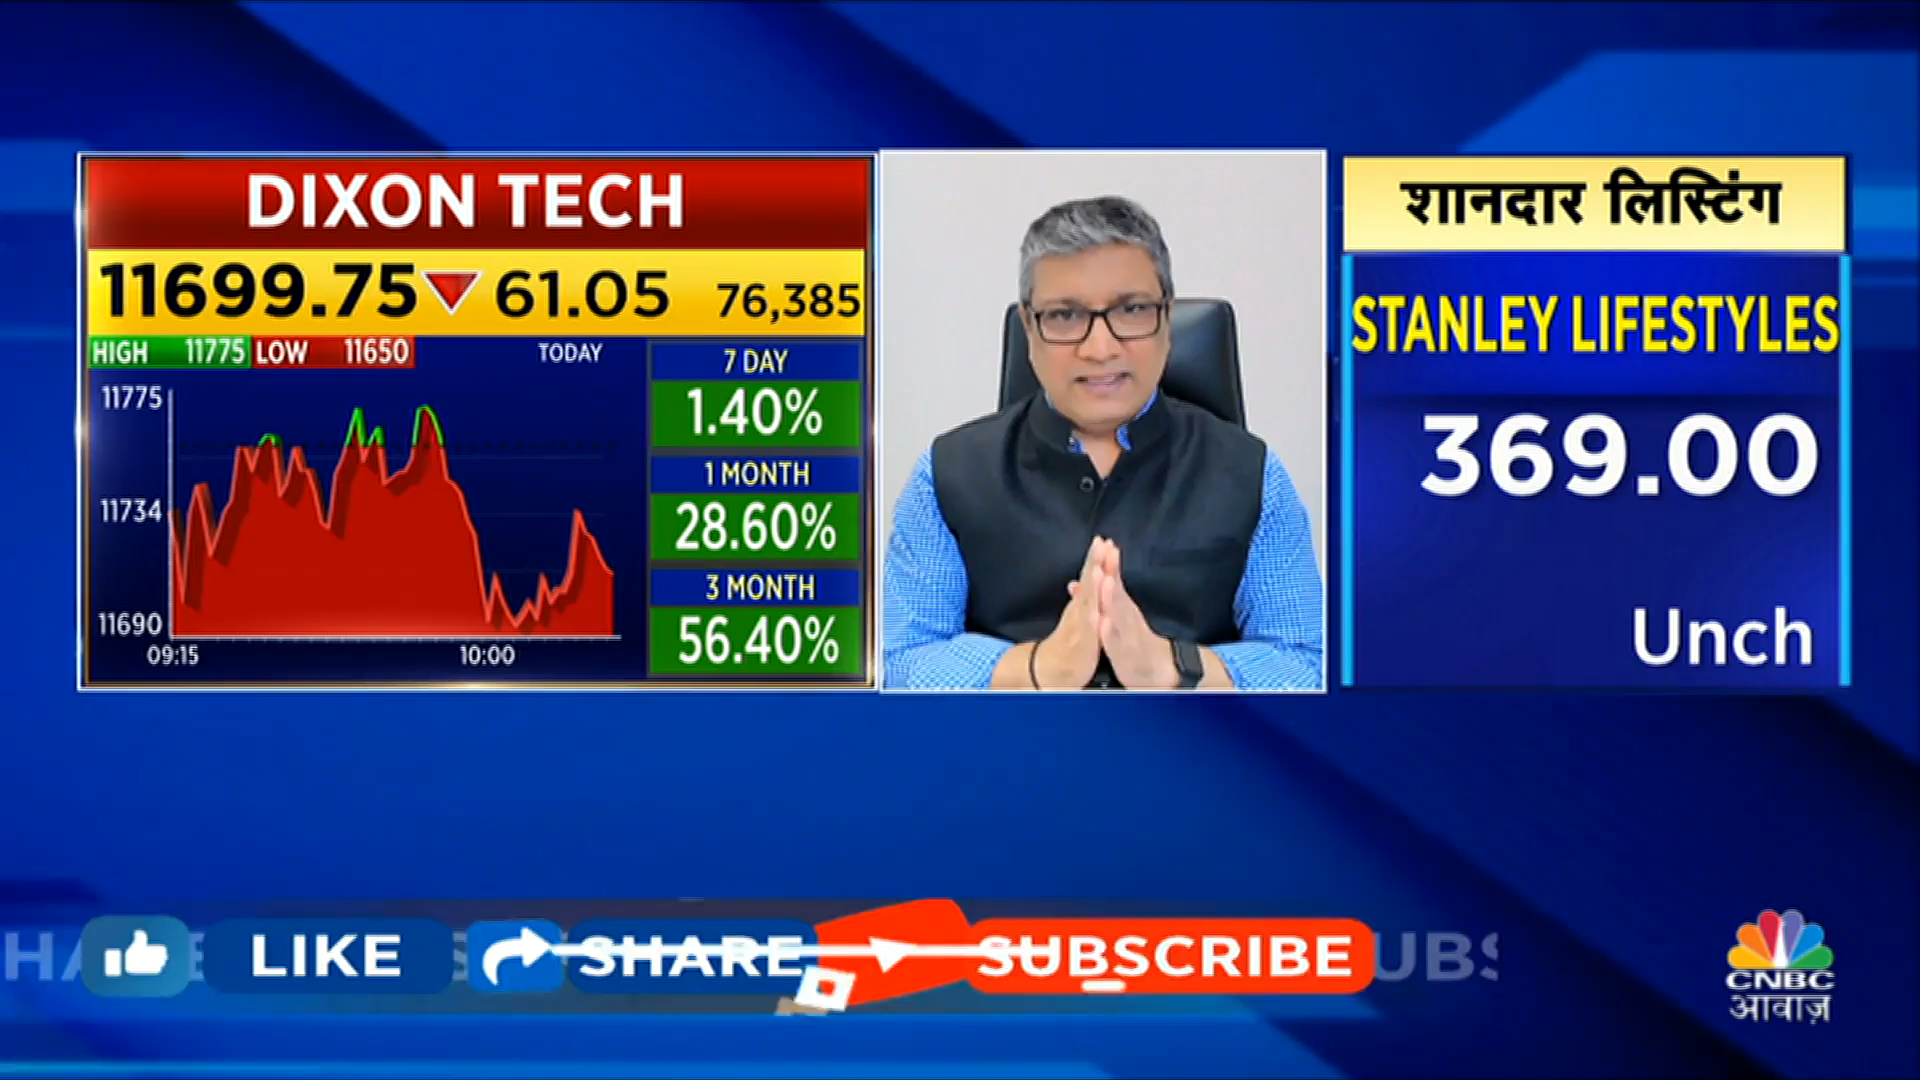 DIXON TECH
11699.75 61.05 76,385
HIGH 11775 LOW 11650 TODAY
11775
11734
11690
09:15 10:00
7 DAY
1.40%
1 MONTH
28.60%
3 MONTH
56.40%
शानदार लिस्टिंग
STANLEY LIFESTYLES
369.00
Unch
LIKE SHARE SUBSCRIBE
CNBC
आवाज़